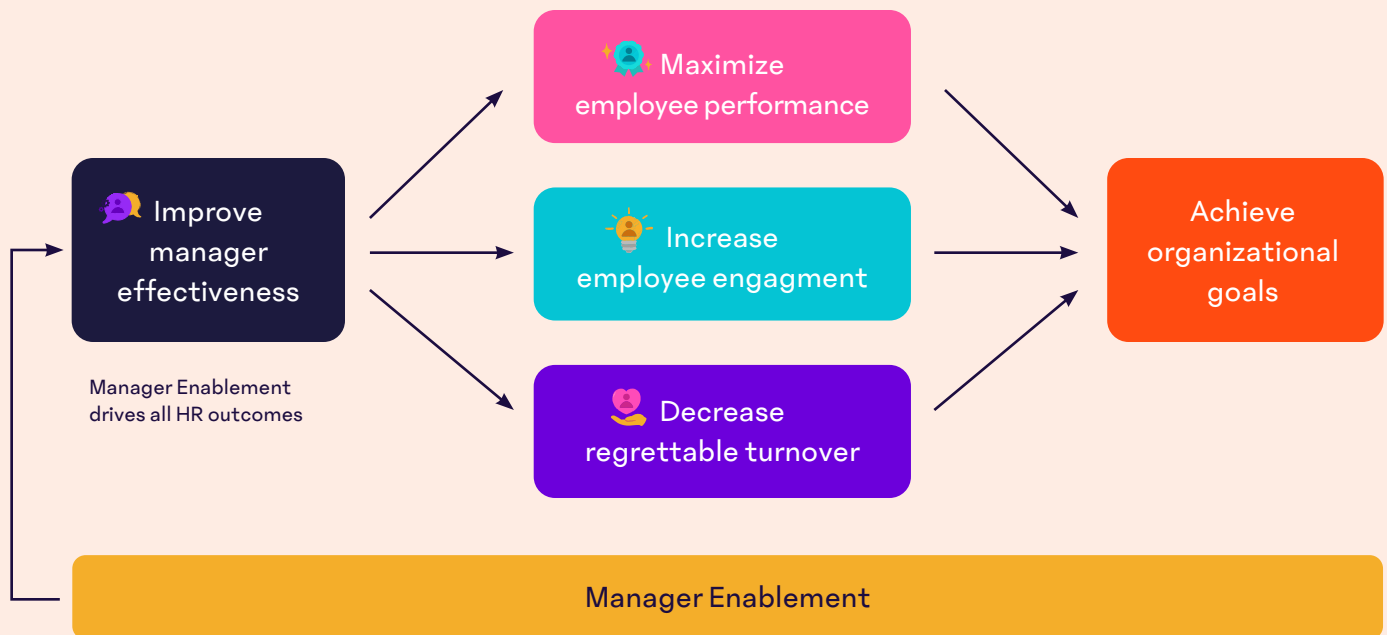 Maximize
employee performance
Improve
manager
effectiveness
Increase
employee engagment
Achieve
organizational
goals
Manager Enablement
drives all HR outcomes
Decrease
regrettable turnover
Manager Enablement